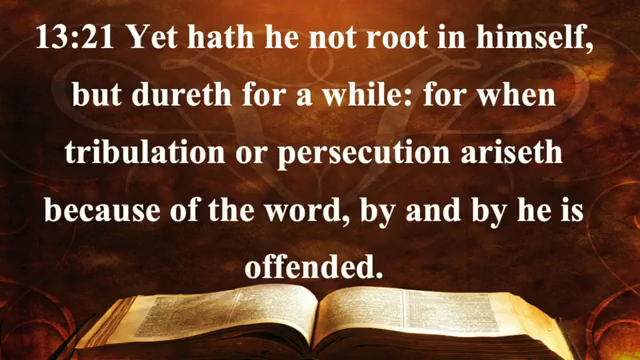 13:21 Yet hath he not root in himself,
but dureth for a while: for when
tribulation or persecution ariseth
because of the word, by and by he is
offended.